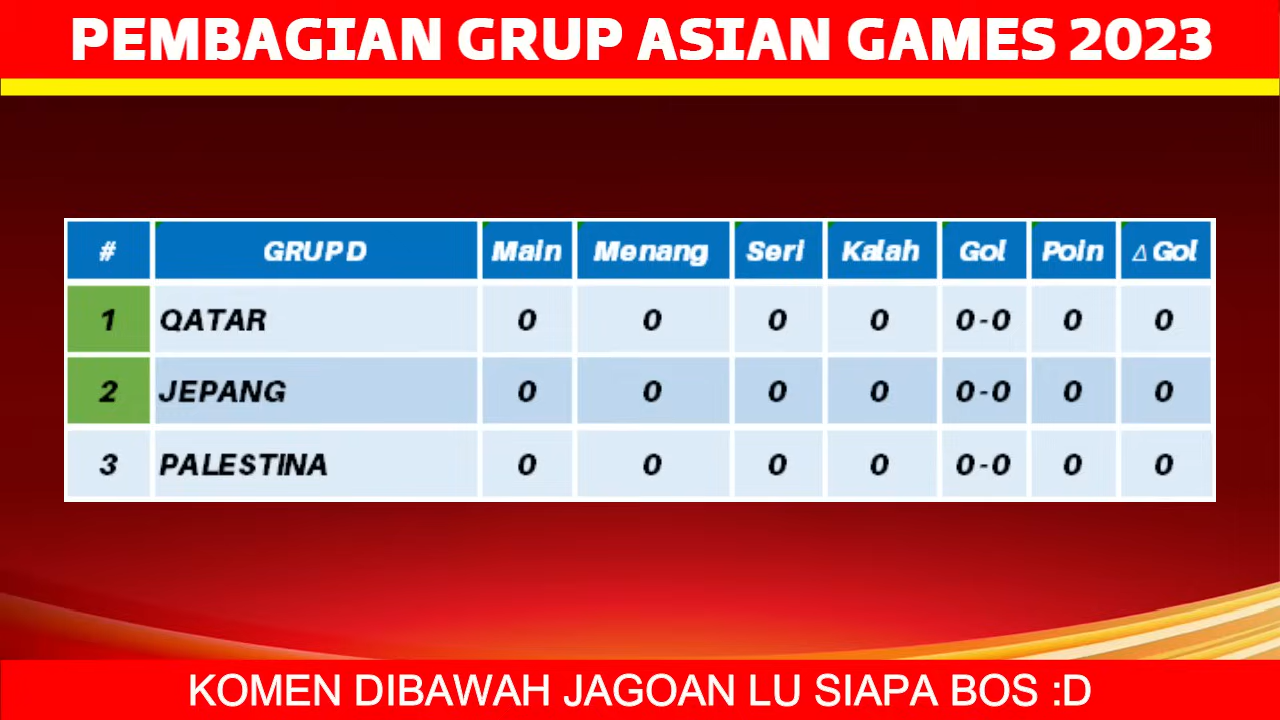 PEMBAGIAN GRUP ASIAN GAMES 2023
# GRUP D Main Menang Seri Kalah Gol Poin Δ Gol
1 QATAR 0 0 0 0 0-0 0 0
2 JEPANG 0 0 0 0 0-0 0 0
3 PALESTINA 0 0 0 0 0-0 0 0
KOMEN DIBAWAH JAGOAN LU SIAPA BOS :D